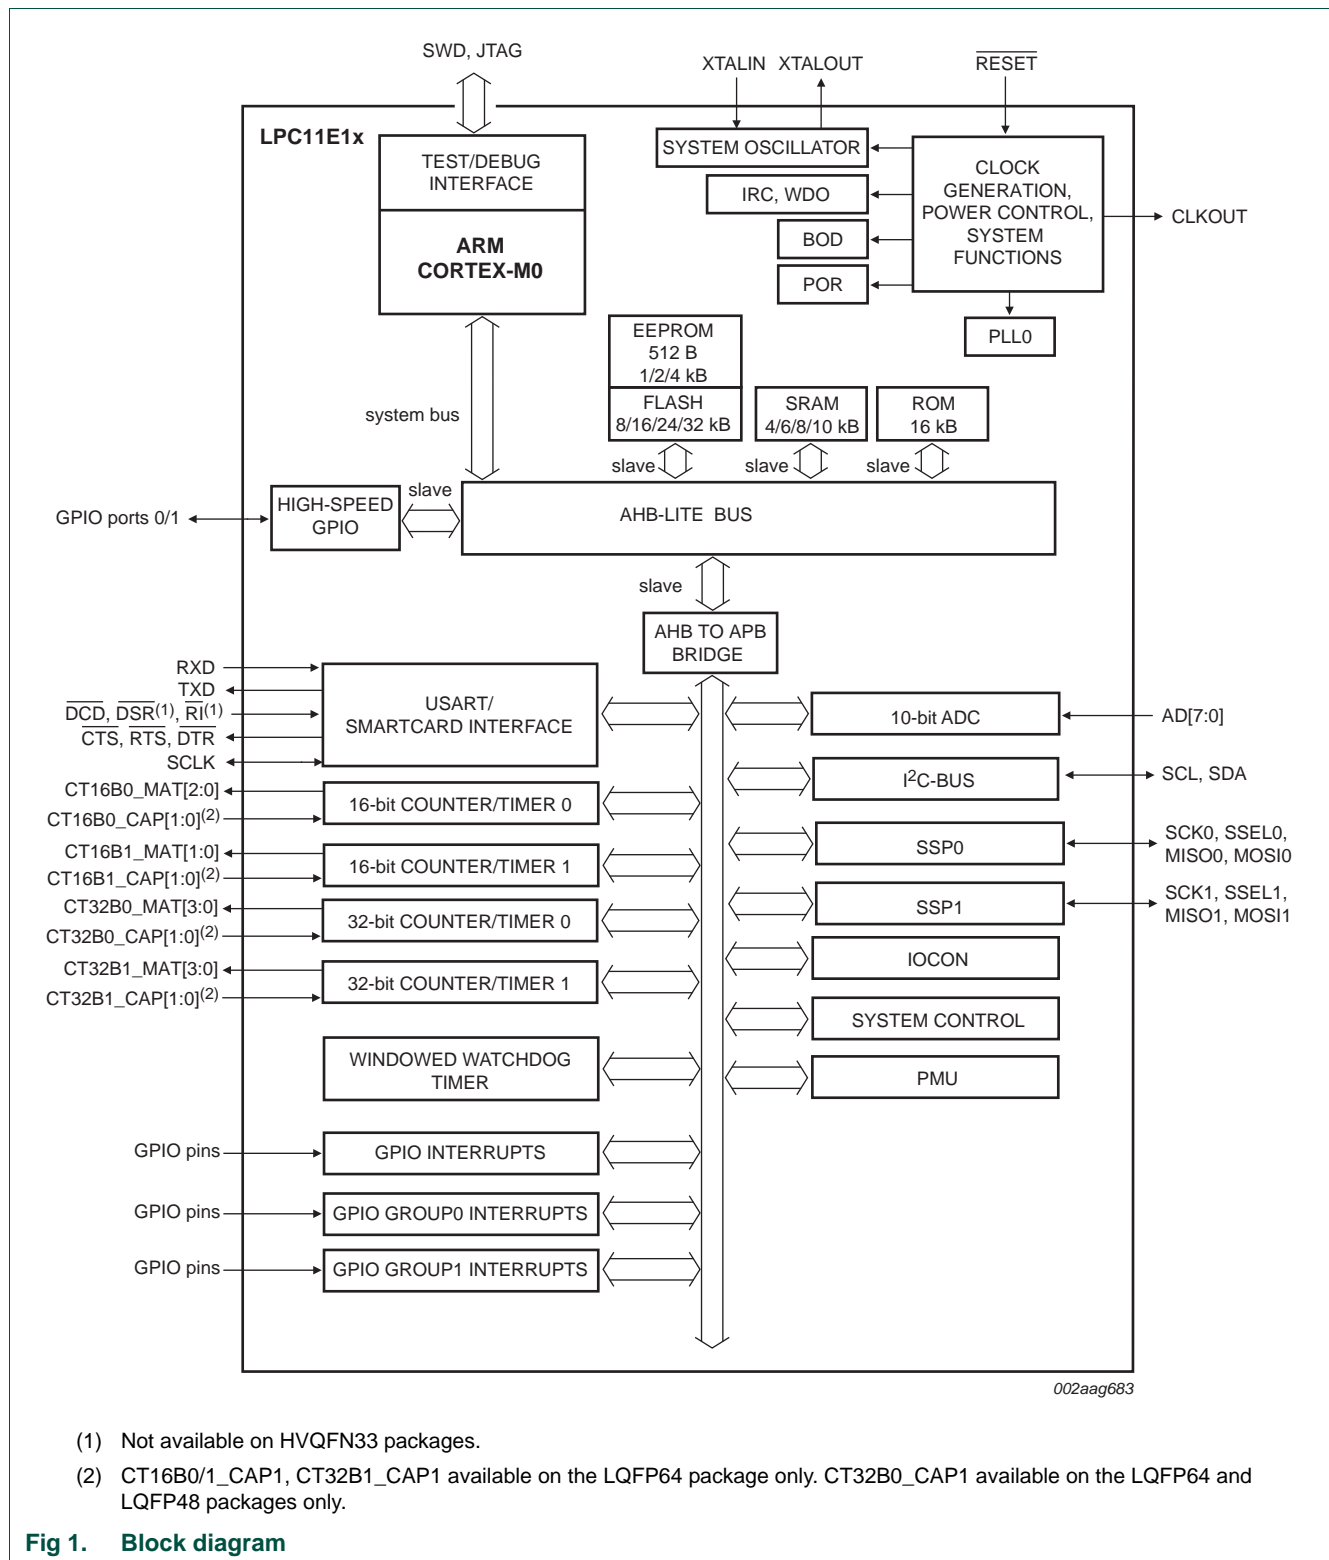 SWD, JTAG
XTALIN XTALOUT
RESET
LPC11E1x
TEST/DEBUG
INTERFACE
ARM
CORTEX-M0
SYSTEM OSCILLATOR
IRC, WDO
BOD
POR
CLOCK
GENERATION,
POWER CONTROL,
SYSTEM
FUNCTIONS
CLKOUT
PLL0
EEPROM
512 B
1/2/4 kB
FLASH
8/16/24/32 kB
SRAM
4/6/8/10 kB
ROM
16 kB
system bus
slave
slave
slave
slave
GPIO ports 0/1
HIGH-SPEED
GPIO
AHB-LITE BUS
slave
AHB TO APB
BRIDGE
RXD
TXD
DCD, DSR(1), RI(1)
CTS, RTS, DTR
SCLK
USART/
SMARTCARD INTERFACE
10-bit ADC
AD[7:0]
CT16B0_MAT[2:0]
CT16B0_CAP[1:0](2)
16-bit COUNTER/TIMER 0
I2C-BUS
SCL, SDA
CT16B1_MAT[1:0]
CT16B1_CAP[1:0](2)
16-bit COUNTER/TIMER 1
SSP0
SCK0, SSEL0,
MISO0, MOSI0
CT32B0_MAT[3:0]
CT32B0_CAP[1:0](2)
32-bit COUNTER/TIMER 0
SSP1
SCK1, SSEL1,
MISO1, MOSI1
CT32B1_MAT[3:0]
CT32B1_CAP[1:0](2)
32-bit COUNTER/TIMER 1
IOCON
SYSTEM CONTROL
WINDOWED WATCHDOG
TIMER
PMU
GPIO pins
GPIO INTERRUPTS
GPIO pins
GPIO GROUP0 INTERRUPTS
GPIO pins
GPIO GROUP1 INTERRUPTS
002aag683
(1) Not available on HVQFN33 packages.
(2) CT16B0/1_CAP1, CT32B1_CAP1 available on the LQFP64 package only. CT32B0_CAP1 available on the LQFP64 and
LQFP48 packages only.
Fig 1. Block diagram